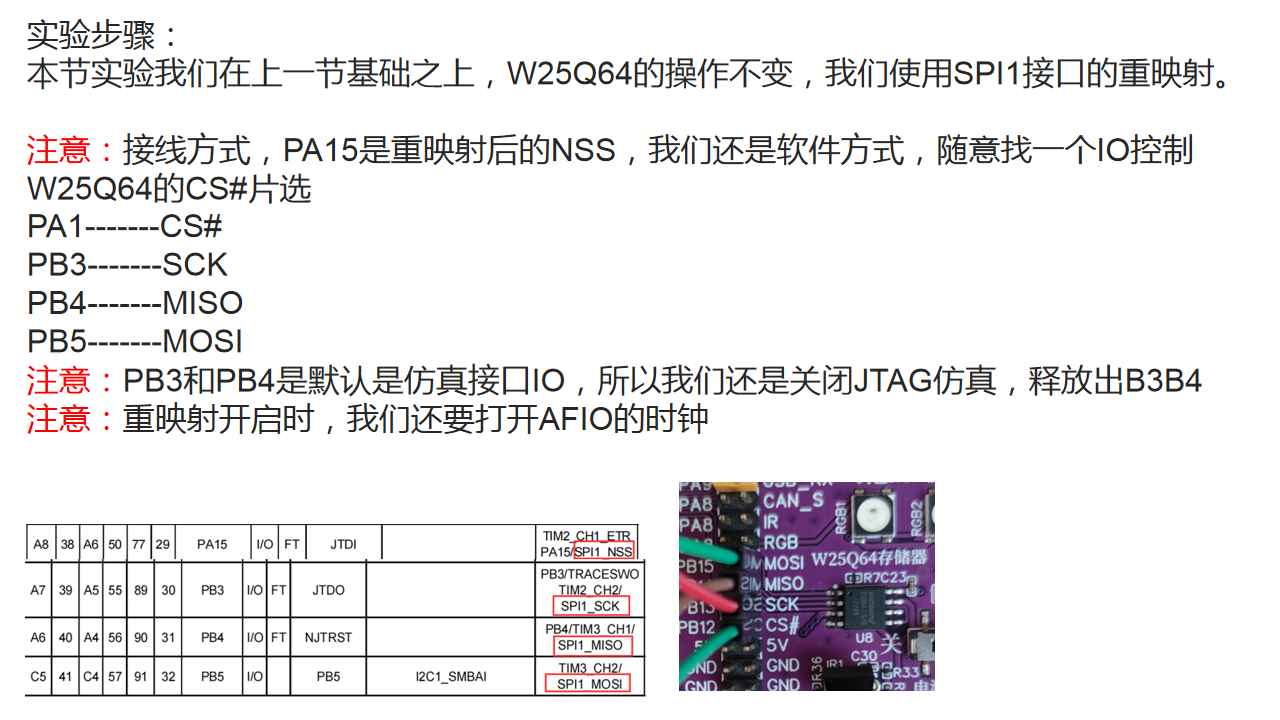 实验步骤：
本节实验我们在上一节基础之上，W25Q64的操作不变，我们使用SPI1接口的重映射。
注意：接线方式，PA15是重映射后的NSS，我们还是软件方式，随意找一个IO控制
W25Q64的CS#片选
PA1-------CS#
PB3-------SCK
PB4-------MISO
PB5-------MOSI
注意：PB3和PB4是默认是仿真接口IO，所以我们还是关闭JTAG仿真，释放出B3B4
注意：重映射开启时，我们还要打开AFIO的时钟
TIM2_CH1_ETR
A8 38 A6 50 77 29 PA15 I/O FT JTDI PA15/SPI1_NSS
PB3/TRACESWO
A7 39 A5 55 89 30 PB3 I/O FT JTDO TIM2_CH2/
SPI1_SCK
A6 40 A4 56 90 31 PB4 I/O FT NJTRST PB4/TIM3_CH1/
SPI1_MISO
C5 41 C4 57 91 32 PB5 I/O PB5 I2C1_SMBAI TIM3_CH2/
SPI1_MOSI
PA9
PA8 CAN_S
PA8 IR
RGB
RGB1
RGB2
PB15 MOSI W25Q64存储器
MISO R7 C23
PB13 SCK
PB12 CS#
5V U8 关
GND C30
GND R36 IR1 R33